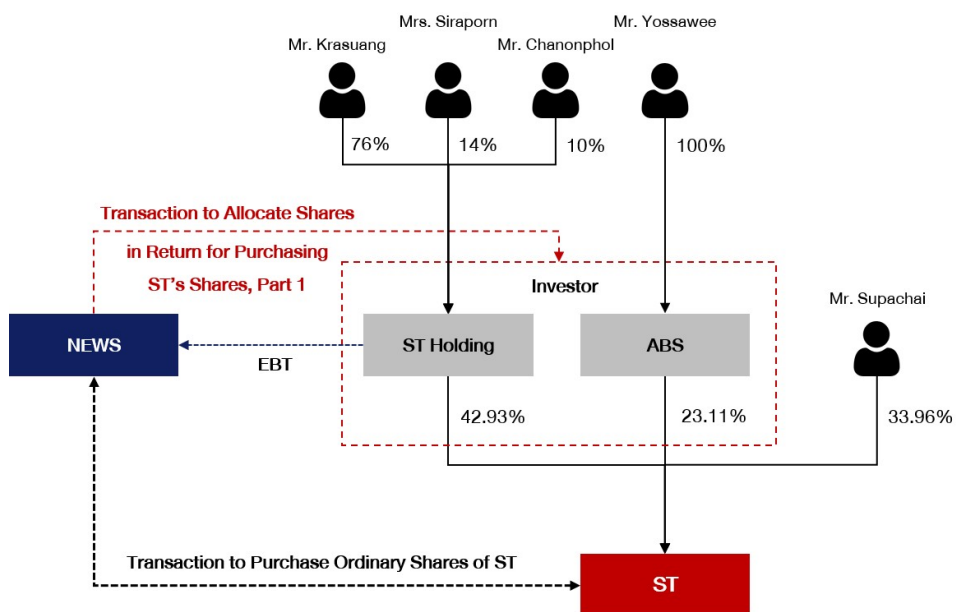 Mrs. Siraporn
Mr. Yossawee
Mr. Krasuang
Mr. Chanonphol
76%
14%
10%
100%
Transaction to Allocate Shares
in Return for Purchasing
ST's Shares, Part 1
Investor
Mr. Supachai
NEWS
ST Holding
ABS
EBT
42.93%
23.11%
33.96%
Transaction to Purchase Ordinary Shares of ST
ST